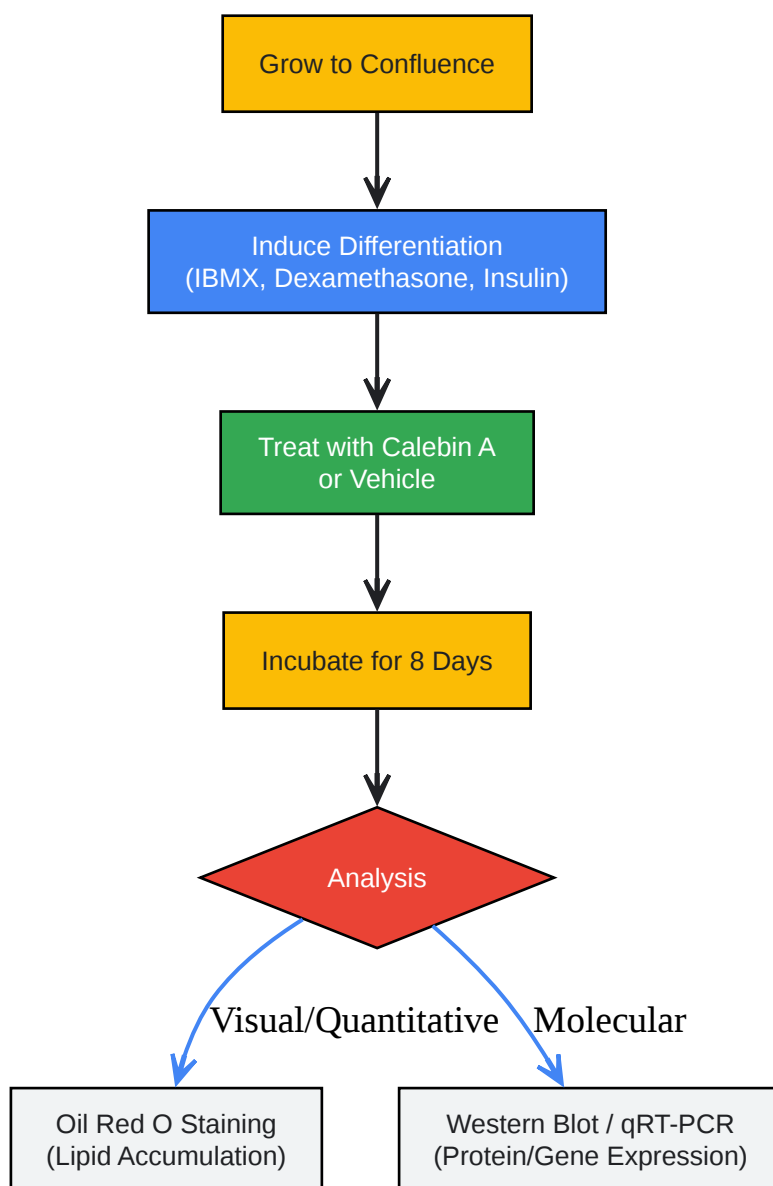 Grow to Confluence
Induce Differentiation
(IBMX, Dexamethasone, Insulin)
Treat with Calebin A
or Vehicle
Incubate for 8 Days
Analysis
Visual/Quantitative
Molecular
Oil Red O Staining
(Lipid Accumulation)
Western Blot / qRT-PCR
(Protein/Gene Expression)